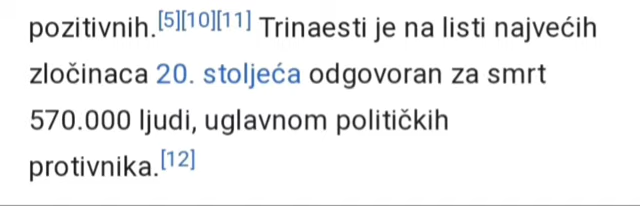 pozitivnih.[5][10][11] Trinaesti je na listi najvećih
zločinaca 20. stoljeća odgovoran za smrt
570.000 ljudi, uglavnom političkih
protivnika.[12]